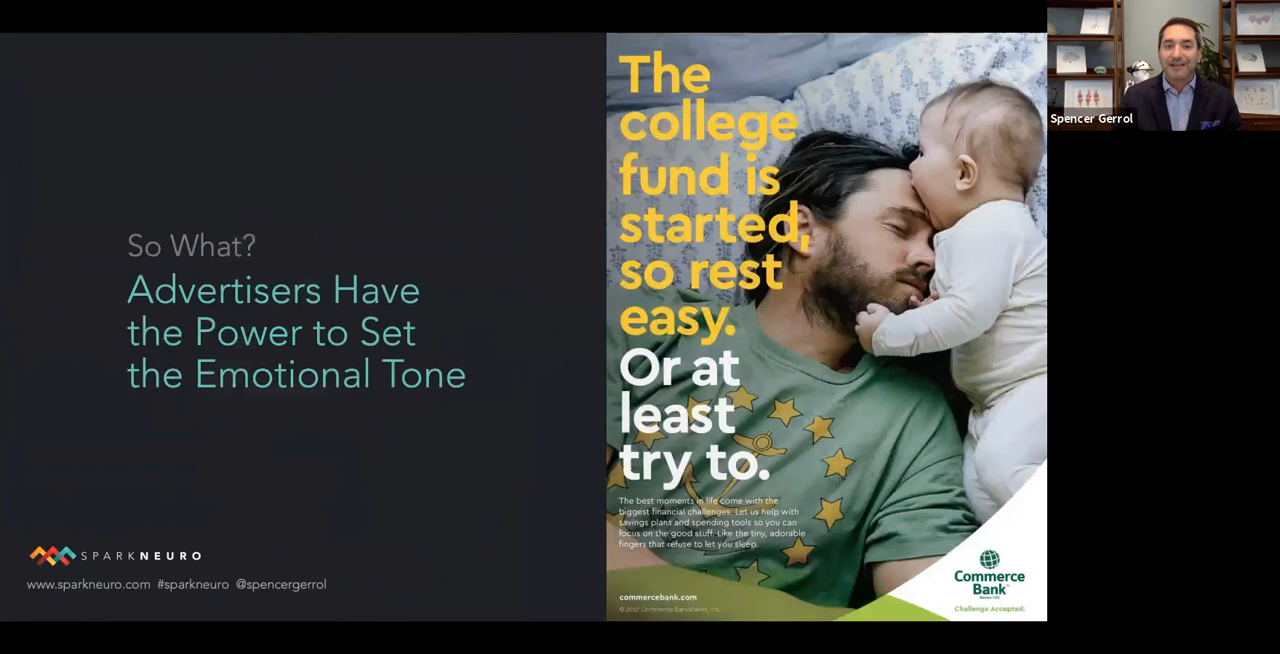 So What?
Advertisers Have
the Power to Set
the Emotional Tone
SPARKNEURO
www.sparkneuro.com #sparkneuro @spencergerrol
The
college
fund is
started,
so rest
easy.
Or at
least
try to.
The best moments in life come with the
biggest financial challenges. Let us help with
savings plans and spending tools so you can
focus on the good stuff. Like the tiny, adorable
fingers that refuse to let you sleep.
commercebank.com
© 2017 Commerce Bancshares, Inc.
Commerce
Bank
Member FDIC
Challenge Accepted.
Spencer Gerrol